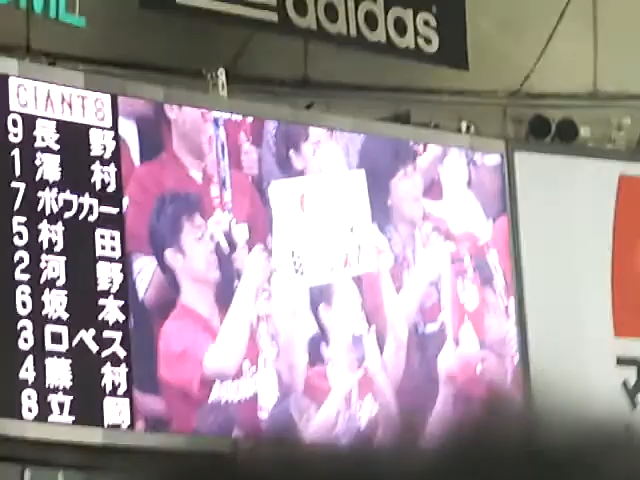 adidas
GIANTS
9 長野
1 澤村
7 ボウカー
5 村田
2 河野
6 坂本
3 ロペス
4 藤村
8 立岡
マ